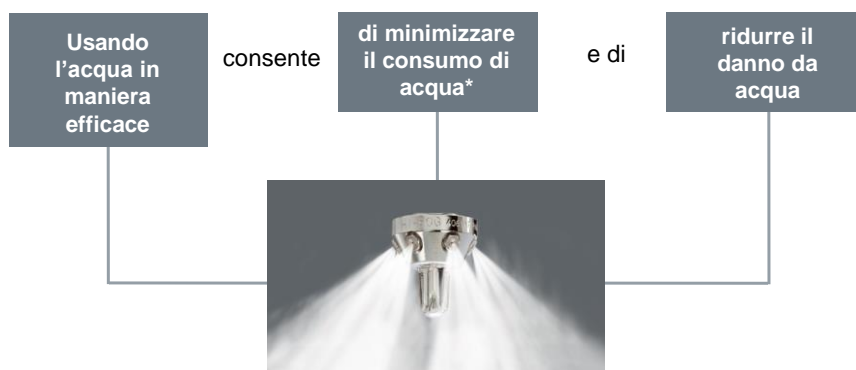 Usando
l'acqua in
maniera
efficace
consente
di minimizzare
il consumo di
acqua*
e di
ridurre il
danno da
acqua